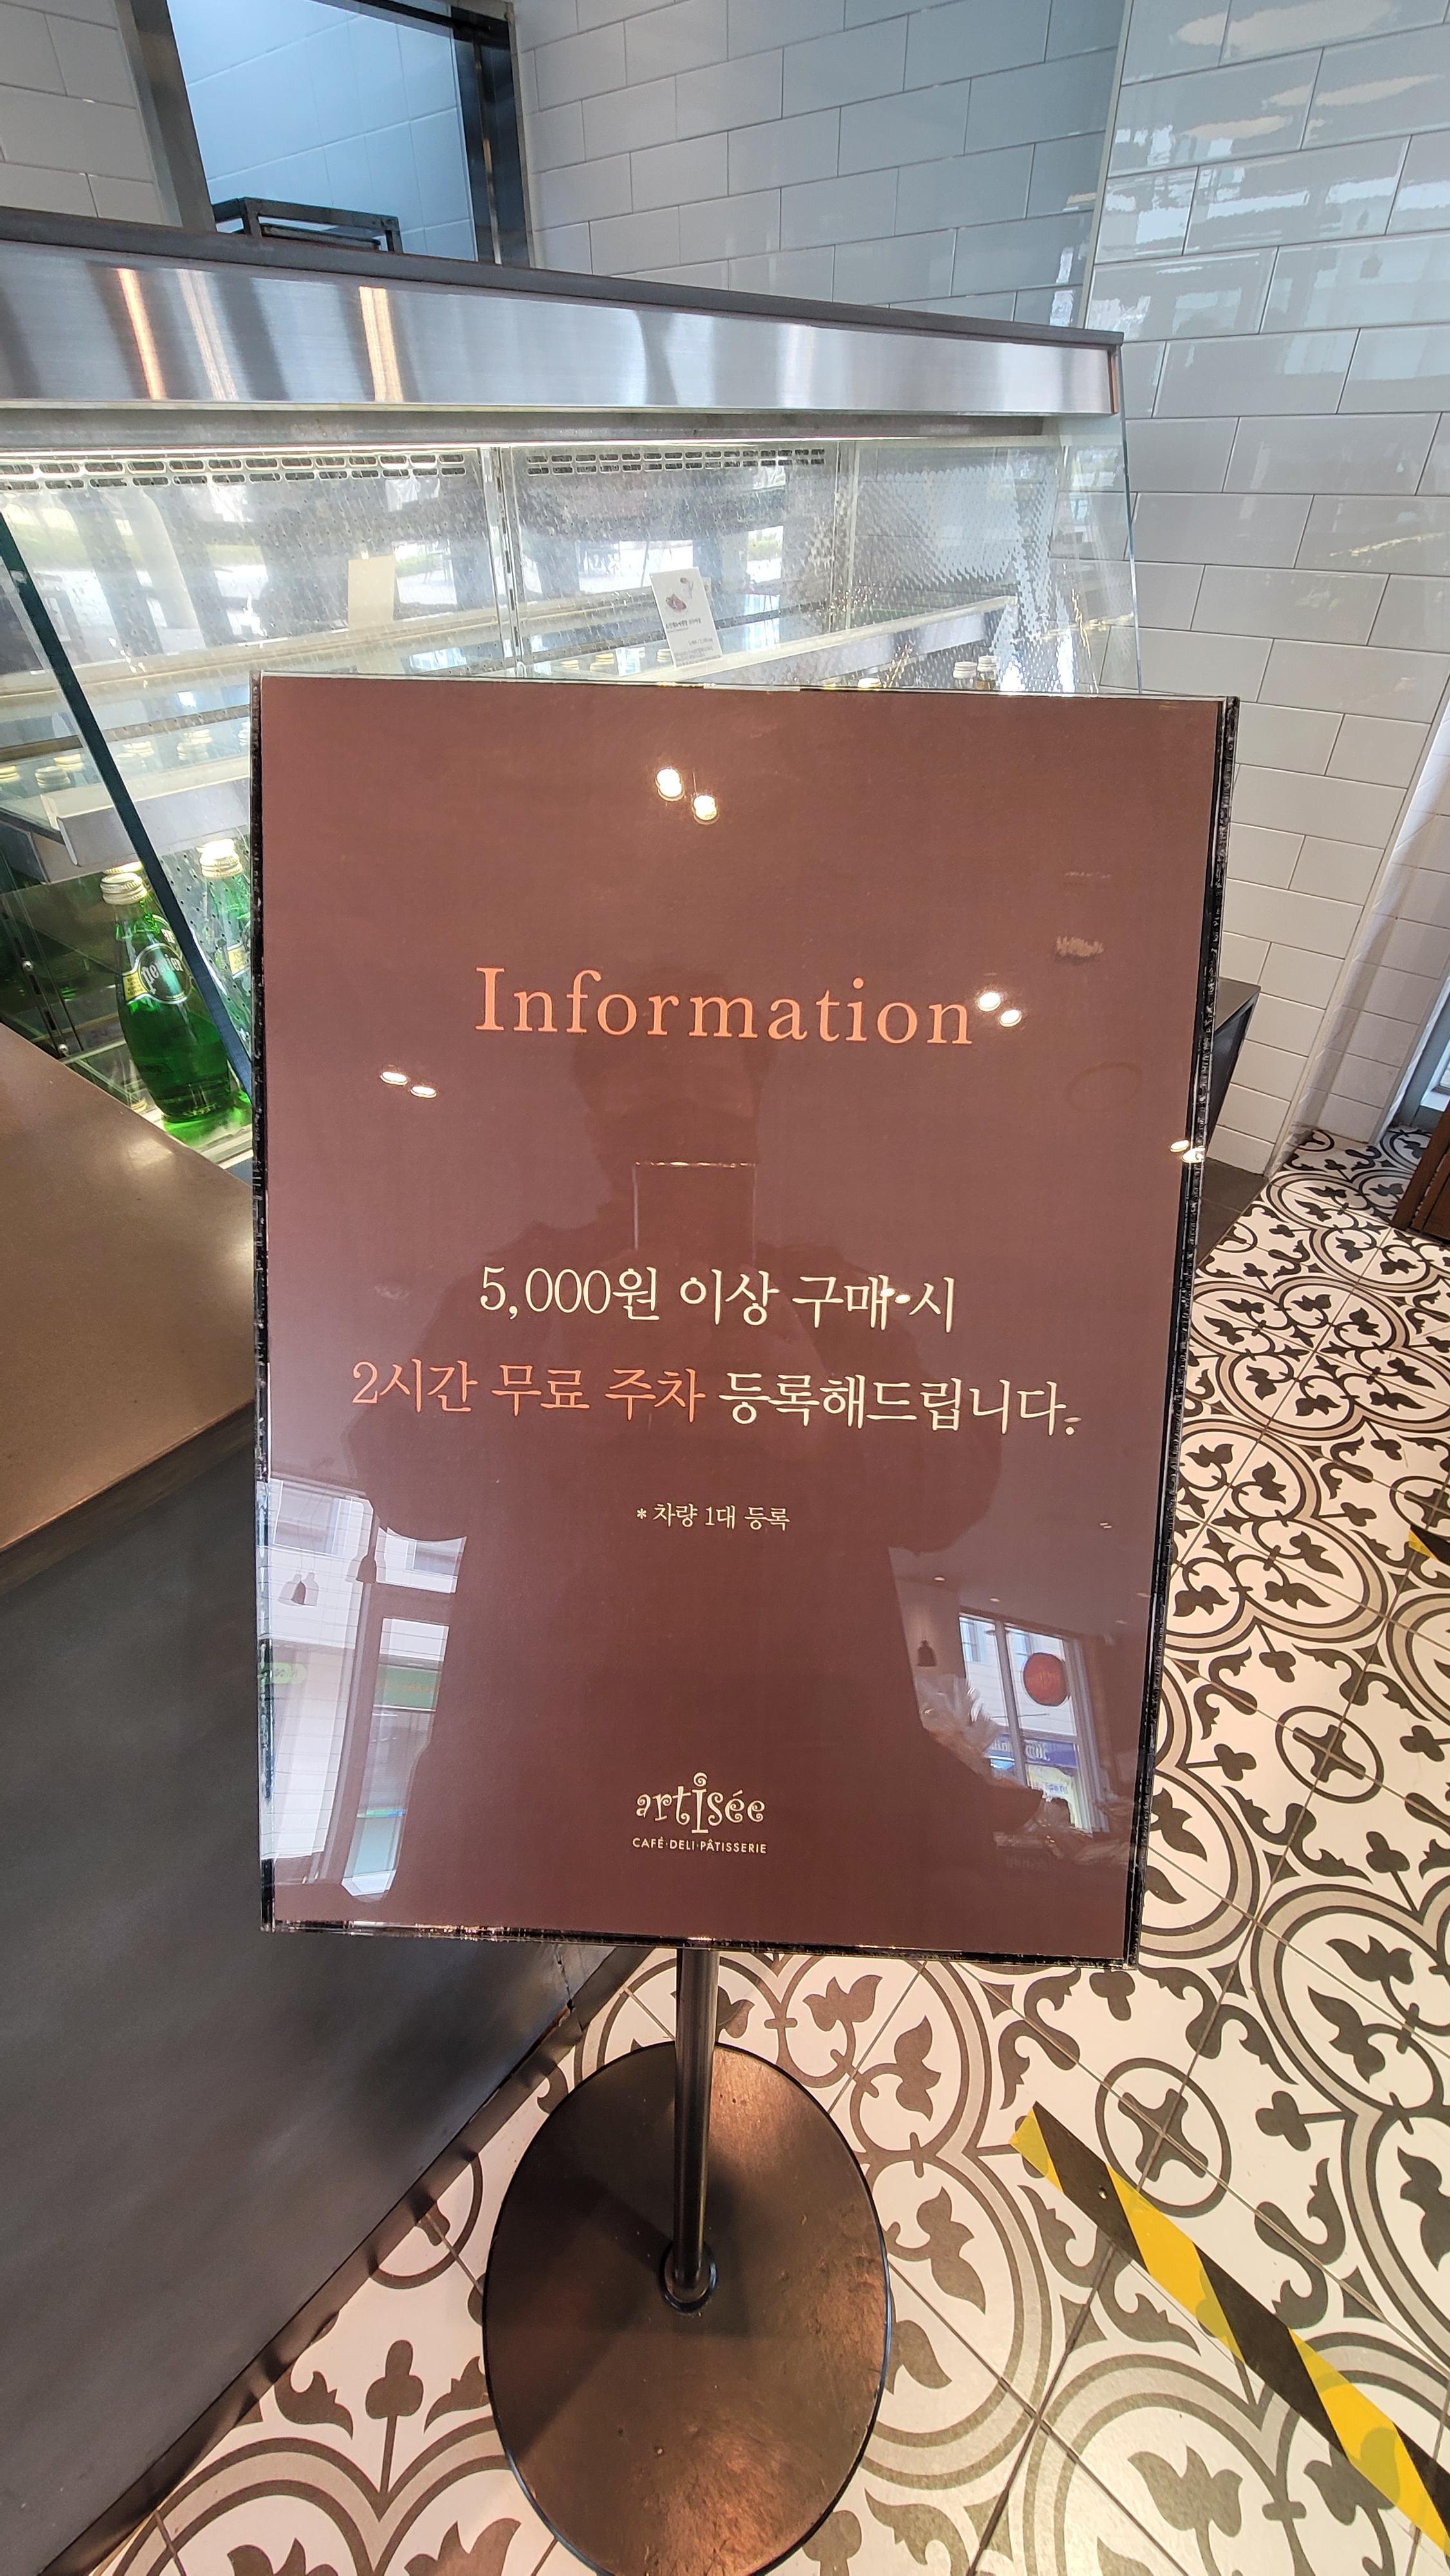 Perrier
Information
5,000원 이상 구매 시
2시간 무료 주차 등록해드립니다.
* 차량 1대 등록
artisée
CAFÉ·DELI·PÂTISSERIE